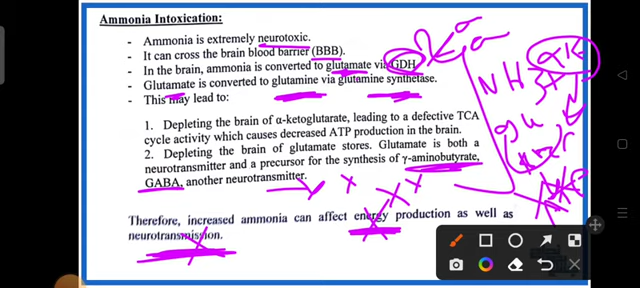 Ammonia Intoxication:
- Ammonia is extremely neurotoxic.
- It can cross the brain blood barrier (BBB).
- In the brain, ammonia is converted to glutamate via GDH
- Glutamate is converted to glutamine via glutamine synthetase.
- This may lead to:
1. Depleting the brain of α-ketoglutarate, leading to a defective TCA
cycle activity which causes decreased ATP production in the brain.
2. Depleting the brain of glutamate stores. Glutamate is both a
neurotransmitter and a precursor for the synthesis of γ-aminobutyrate,
GABA, another neurotransmitter.
Therefore, increased ammonia can affect energy production as well as
neurotransmission.
NH3